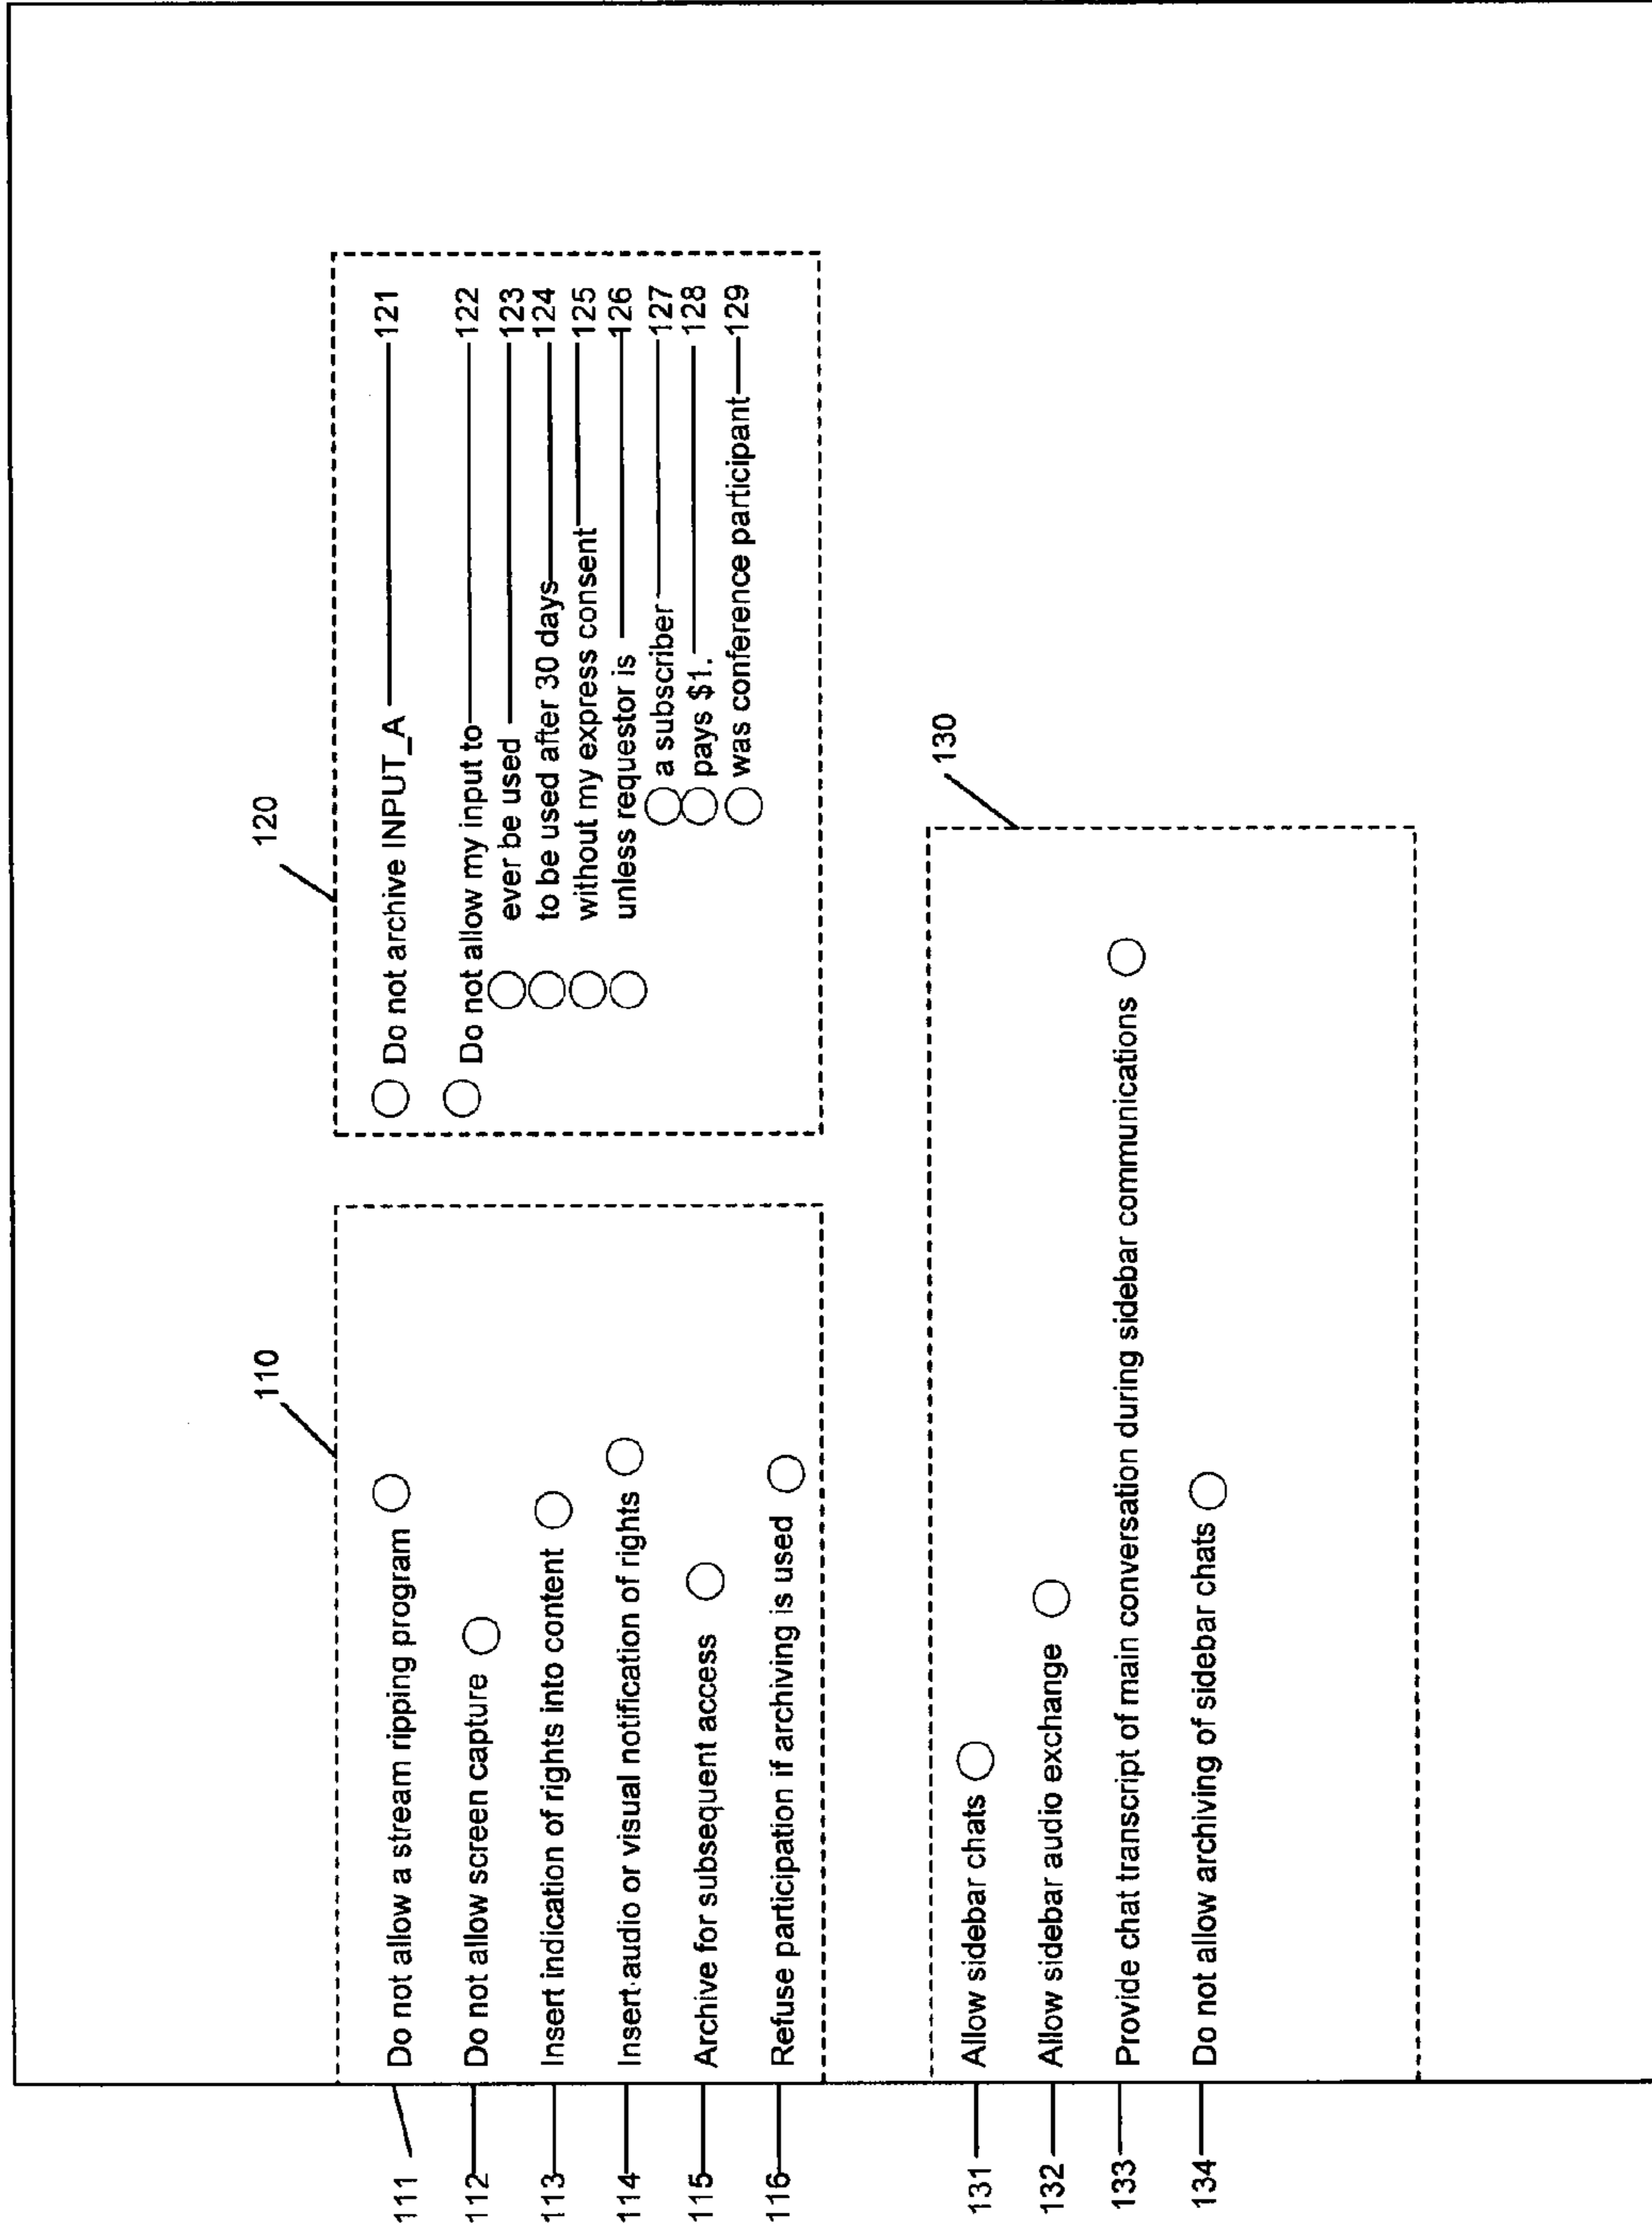 110
111 Do not allow a stream ripping program
112 Do not allow screen capture
113 Insert indication of rights into content
114 Insert audio or visual notification of rights
115 Archive for subsequent access
116 Refuse participation if archiving is used
120
Do not archive INPUT_A 121
Do not allow my input to 122
ever be used 123
to be used after 30 days 124
without my express consent 125
unless requestor is 126
a subscriber 127
pays $1. 128
was conference participant 129
130
131 Allow sidebar chats
132 Allow sidebar audio exchange
133 Provide chat transcript of main conversation during sidebar communications
134 Do not allow archiving of sidebar chats